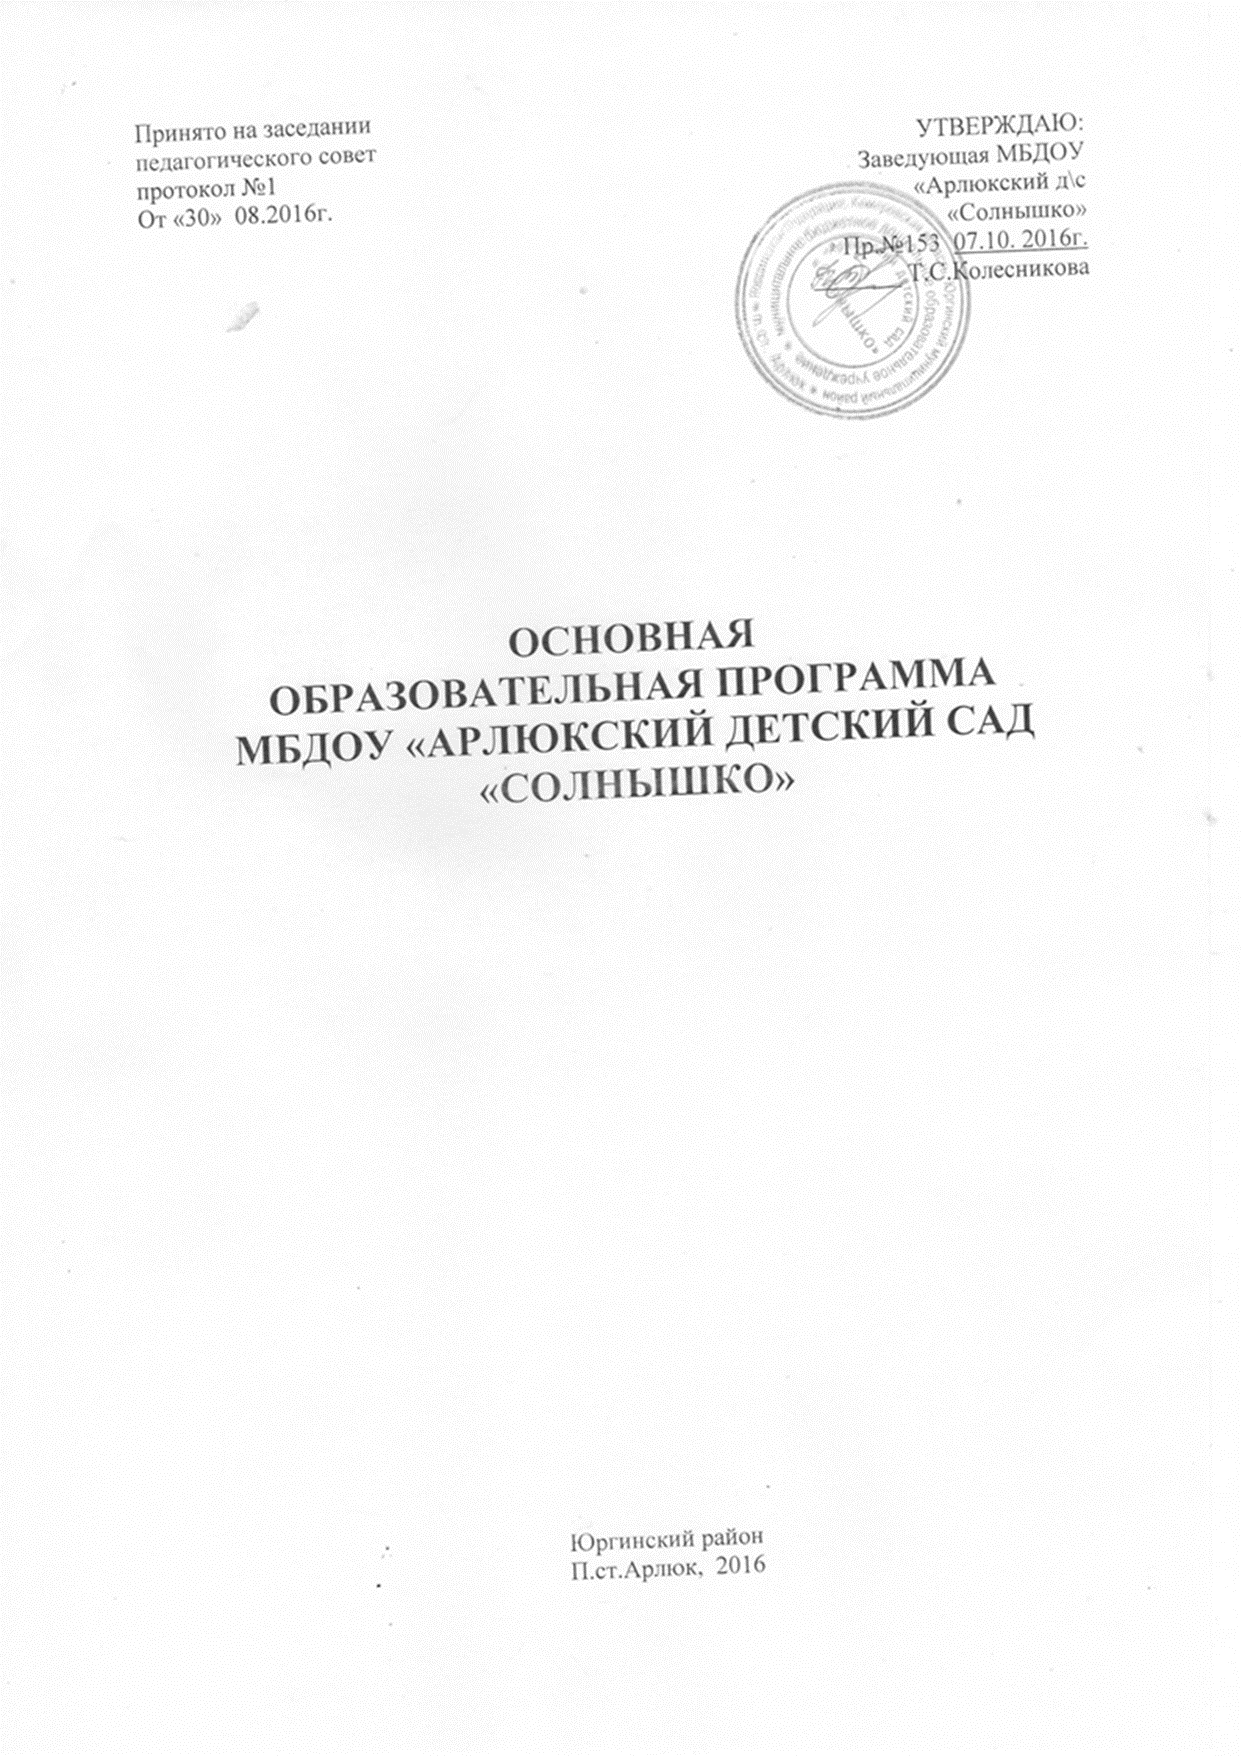 Принято на заседании
педагогического совет
протокол №1
От «30»  08.2016г.
УТВЕРЖДАЮ:
Заведующая МБДОУ
«Арлюкский д\с
«Солнышко»
Пр.№153  07.10. 2016г.
_______ Т.С.Колесникова
ОСНОВНАЯ
ОБРАЗОВАТЕЛЬНАЯ ПРОГРАММА
МБДОУ «АРЛЮКСКИЙ ДЕТСКИЙ САД
«СОЛНЫШКО»
Юргинский район
П.ст.Арлюк,  2016